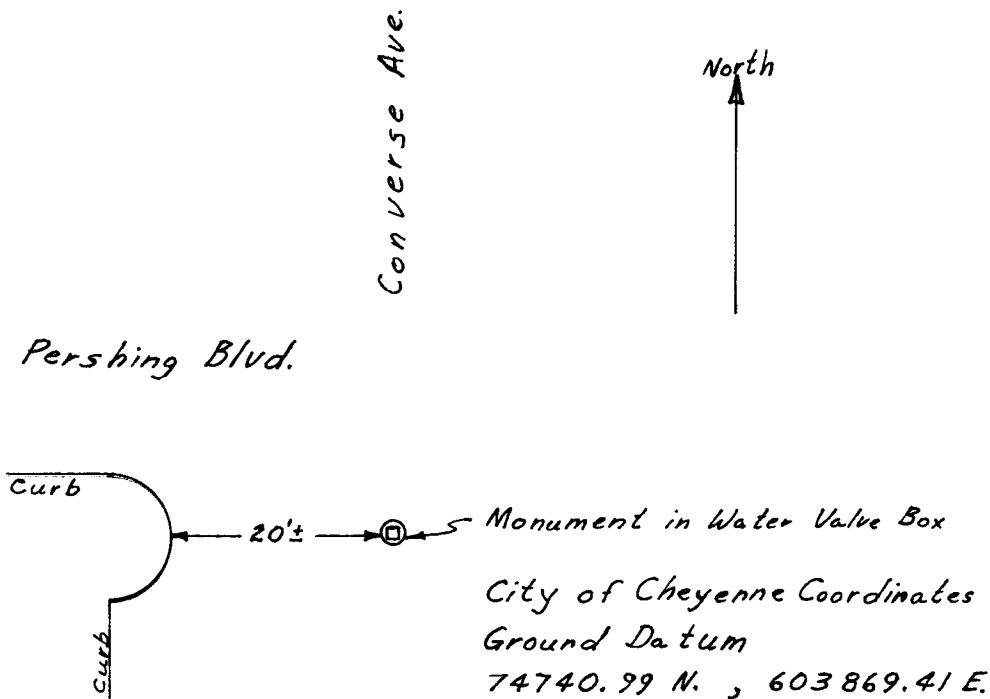 Converse Ave.
North
Pershing Blvd.
Curb
20'±
Monument in Water Valve Box
City of Cheyenne Coordinates
Ground Datum
74740.99 N. , 603869.41 E.
Curb